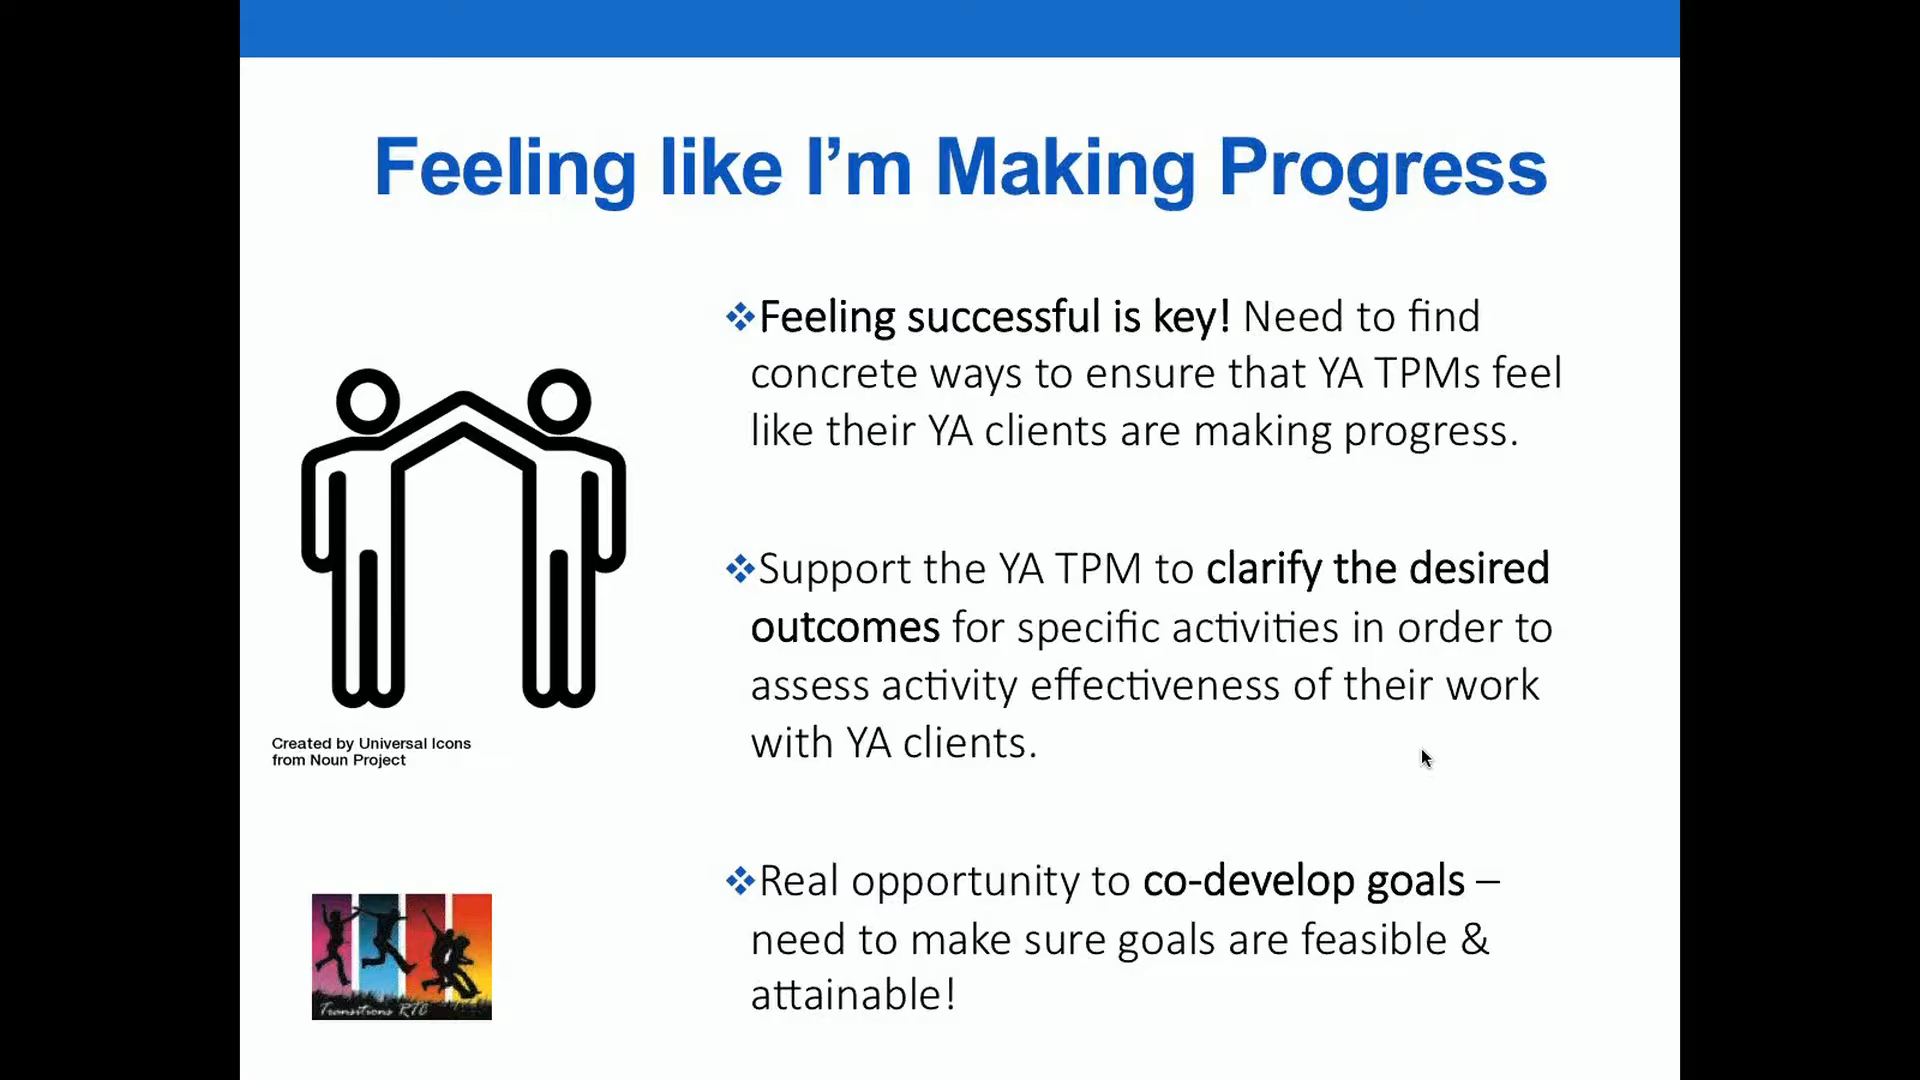 Feeling like I’m Making Progress
❖Feeling successful is key! Need to find
concrete ways to ensure that YA TPMs feel
like their YA clients are making progress.
❖Support the YA TPM to clarify the desired
outcomes for specific activities in order to
assess activity effectiveness of their work
with YA clients.
❖Real opportunity to co-develop goals –
need to make sure goals are feasible &
attainable!
Created by Universal Icons
from Noun Project
Transitions RTC